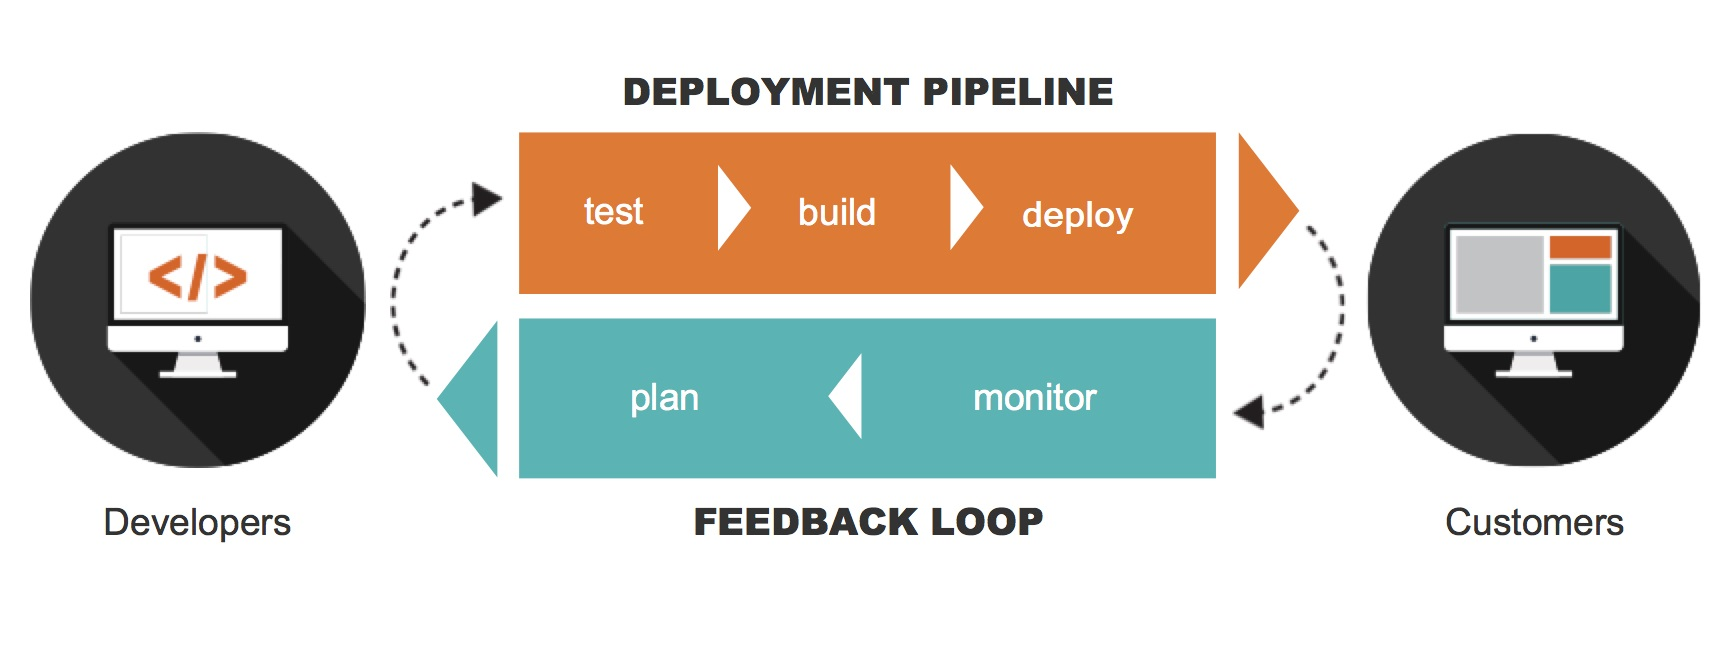 DEPLOYMENT PIPELINE
test build deploy
</>
plan monitor
Developers
FEEDBACK LOOP
Customers